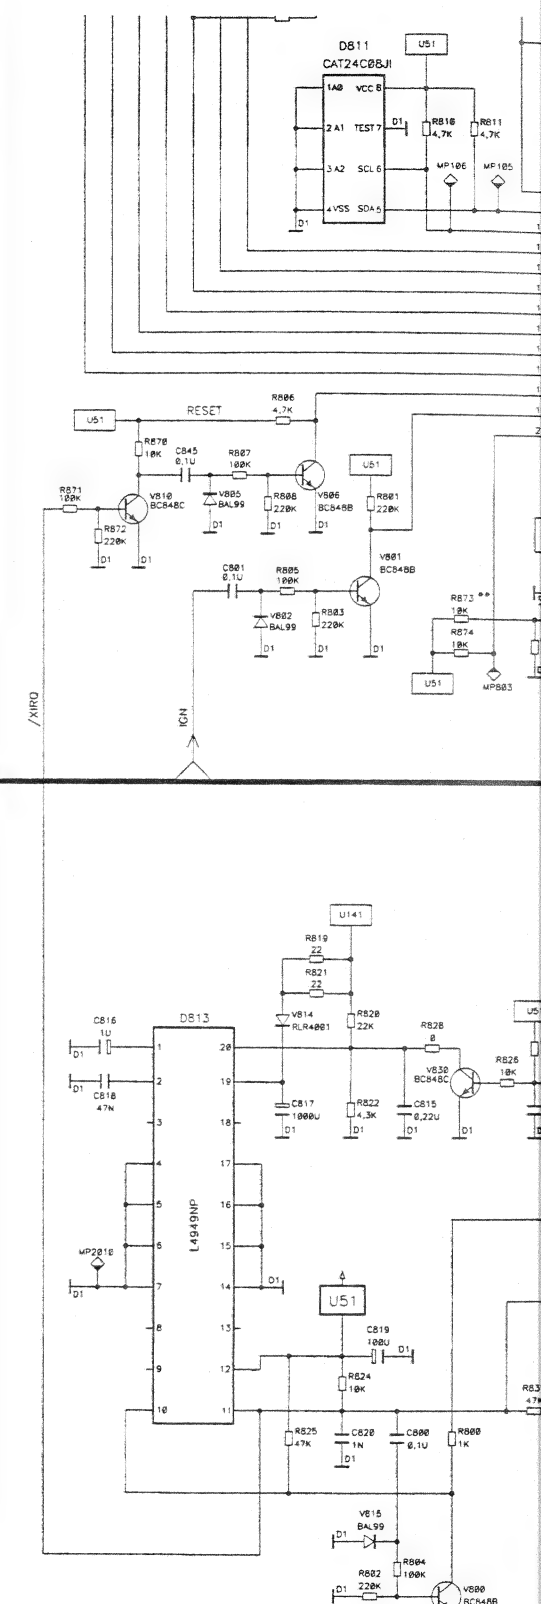 D811
CAT24C08JI
U51
1 A0 VCC 8
2 A1 TEST 7 D1
3 A2 SCL 6
4 VSS SDA 5
D1
R810
4,7K
R811
4,7K
MP106
MP105
U51
RESET
R806
4,7K
R870
10K
C845
0,1U
R807
100K
R871
100K
V810
BC848C
R872
220K
D1
D1
V805
BAL99
D1
R808
220K
D1
V806
BC848B
D1
U51
R801
220K
V801
BC848B
C801
0,1U
R805
100K
V802
BAL99
D1
R803
220K
D1
D1
R873
10K
R874
10K
U51
MP803
/XIRQ
IGN
U141
R819
22
R821
22
V814
RLR4001
R820
22K
R828
0
V830
BC848C
R826
10K
C816
1U
D1
D813
D1
C818
47N
C817
1000U
D1
R822
4,3K
D1
C815
0,22U
D1
D1
L4949NP
1 20
2 19
3 18
4 17
5 16
6 15
7 14
8 13
9 12
10 11
MP2010
D1
D1
U51
C819
100U
D1
R824
10K
R825
47K
C820
1N
D1
C800
0,1U
R800
1K
V815
BAL99
D1
R804
100K
R802
220K
D1
V800
BC848B